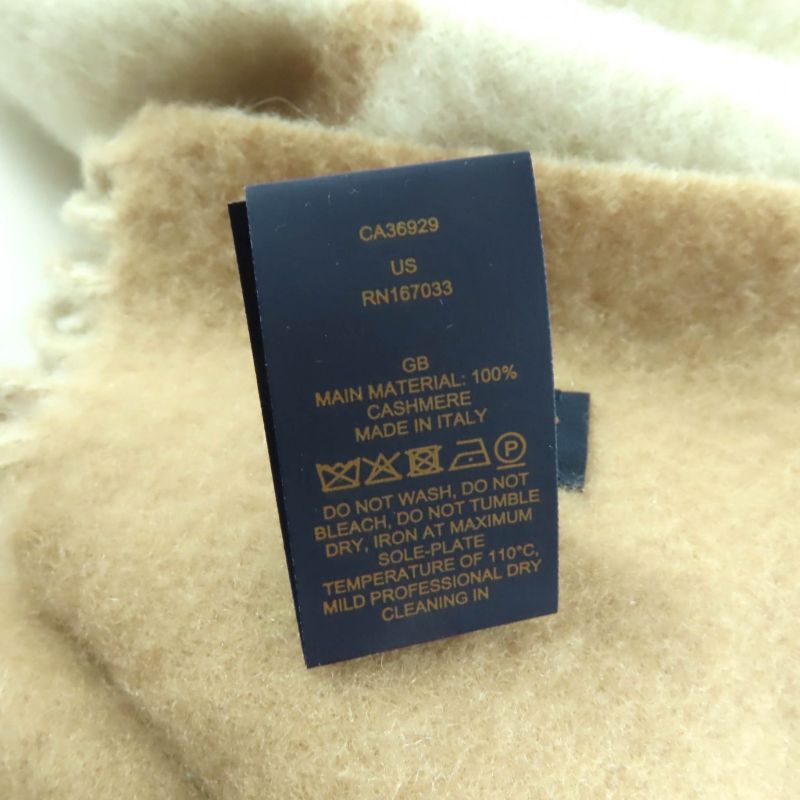 CA36929
US
RN167033
GB
MAIN MATERIAL: 100%
CASHMERE
MADE IN ITALY
P
DO NOT WASH, DO NOT
BLEACH, DO NOT TUMBLE
DRY, IRON AT MAXIMUM
SOLE-PLATE
TEMPERATURE OF 110°C,
MILD PROFESSIONAL DRY
CLEANING IN